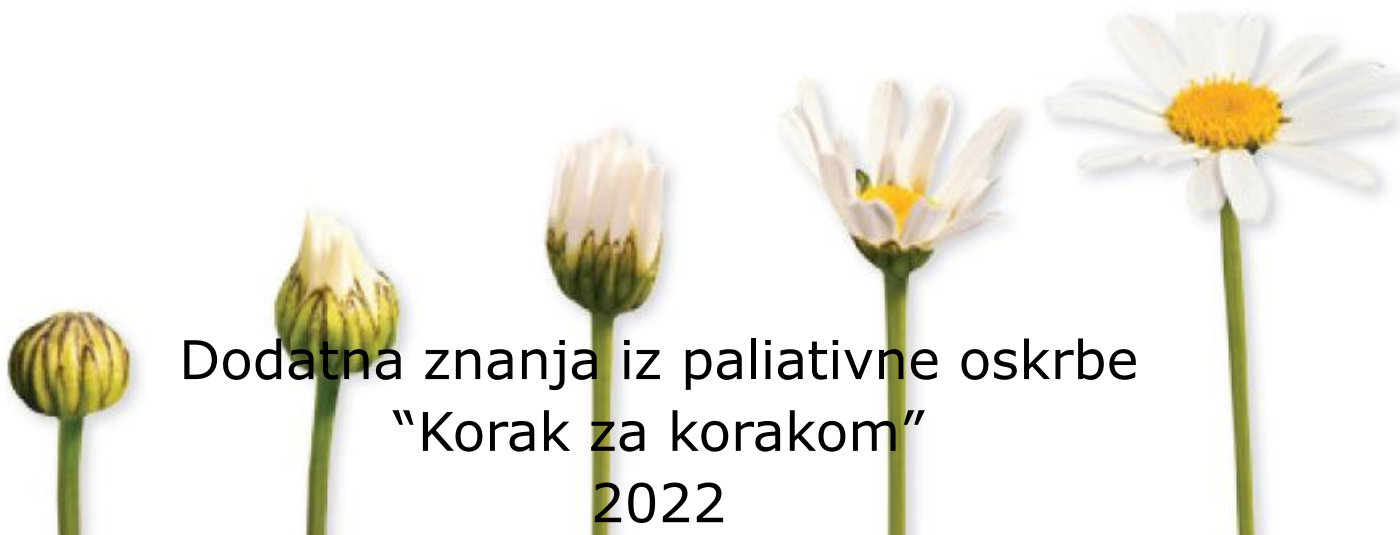 Dodatna znanja iz paliativne oskrbe
“Korak za korakom”
2022